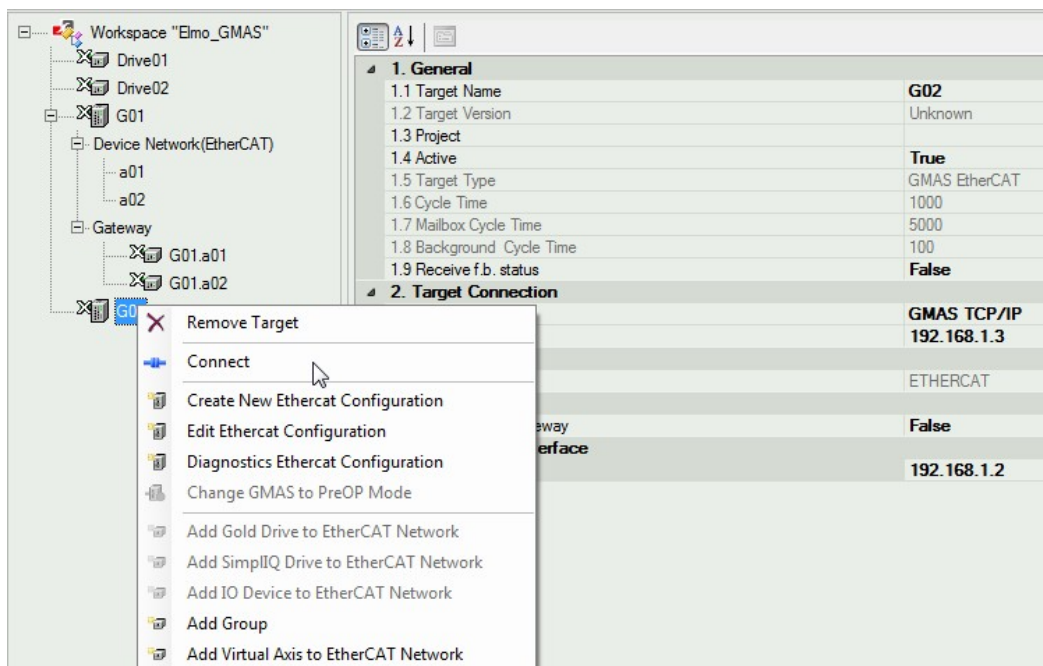 Workspace "Elmo_GMAS"
Drive01
Drive02
G01
Device Network(EtherCAT)
a01
a02
Gateway
G01.a01
G01.a02
G0
Remove Target
Connect
Create New Ethercat Configuration
Edit Ethercat Configuration
Diagnostics Ethercat Configuration
Change GMAS to PreOP Mode
Add Gold Drive to EtherCAT Network
Add SimplIQ Drive to EtherCAT Network
Add IO Device to EtherCAT Network
Add Group
Add Virtual Axis to EtherCAT Network
1. General
1.1 Target Name G02
1.2 Target Version Unknown
1.3 Project
1.4 Active True
1.5 Target Type GMAS EtherCAT
1.6 Cycle Time 1000
1.7 Mailbox Cycle Time 5000
1.8 Background Cycle Time 100
1.9 Receive f.b. status False
2. Target Connection
GMAS TCP/IP
192.168.1.3
ETHERCAT
eway False
erface
192.168.1.2